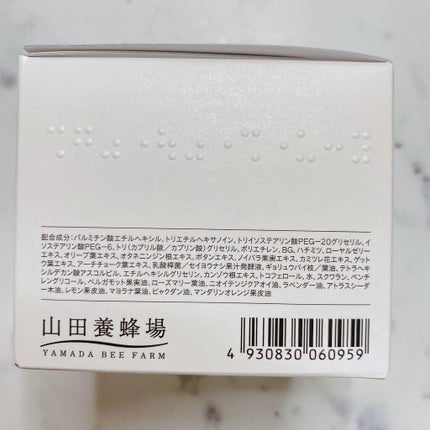 配合成分:パルミチン酸エチルヘキシル、トリエチルヘキサノイン、トリイソステアリン酸PEG-20グリセリル、イ
ソステアリン酸PEG-6、トリ(カプリル酸/カプリン酸)グリセリル、ポリエチレン、BG、ハチミツ、ローヤルゼリー
エキス、オリーブ葉エキス、オタネニンジン根エキス、ボタンエキス、ノイバラ果実エキス、カミツレ花エキス、ゲット
ウ葉エキス、アーチチョーク葉エキス、乳酸桿菌/セイヨウナシ果汁発酵液、ギョリュウバイ枝/葉油、テトラヘキ
シルデカン酸アスコルビル、エチルヘキシルグリセリン、カンゾウ根エキス、トコフェロール、水、スクワラン、ペンチ
レングリコール、ベルガモット果実油、ローズマリー葉油、ニオイテンジクアオイ油、ラベンダー油、アトラスシーダ
ー木油、レモン果皮油、マヨラナ葉油、ビャクダン油、マンダリンオレンジ果皮油
山田養蜂場
YAMADA BEE FARM
4 930830 060959